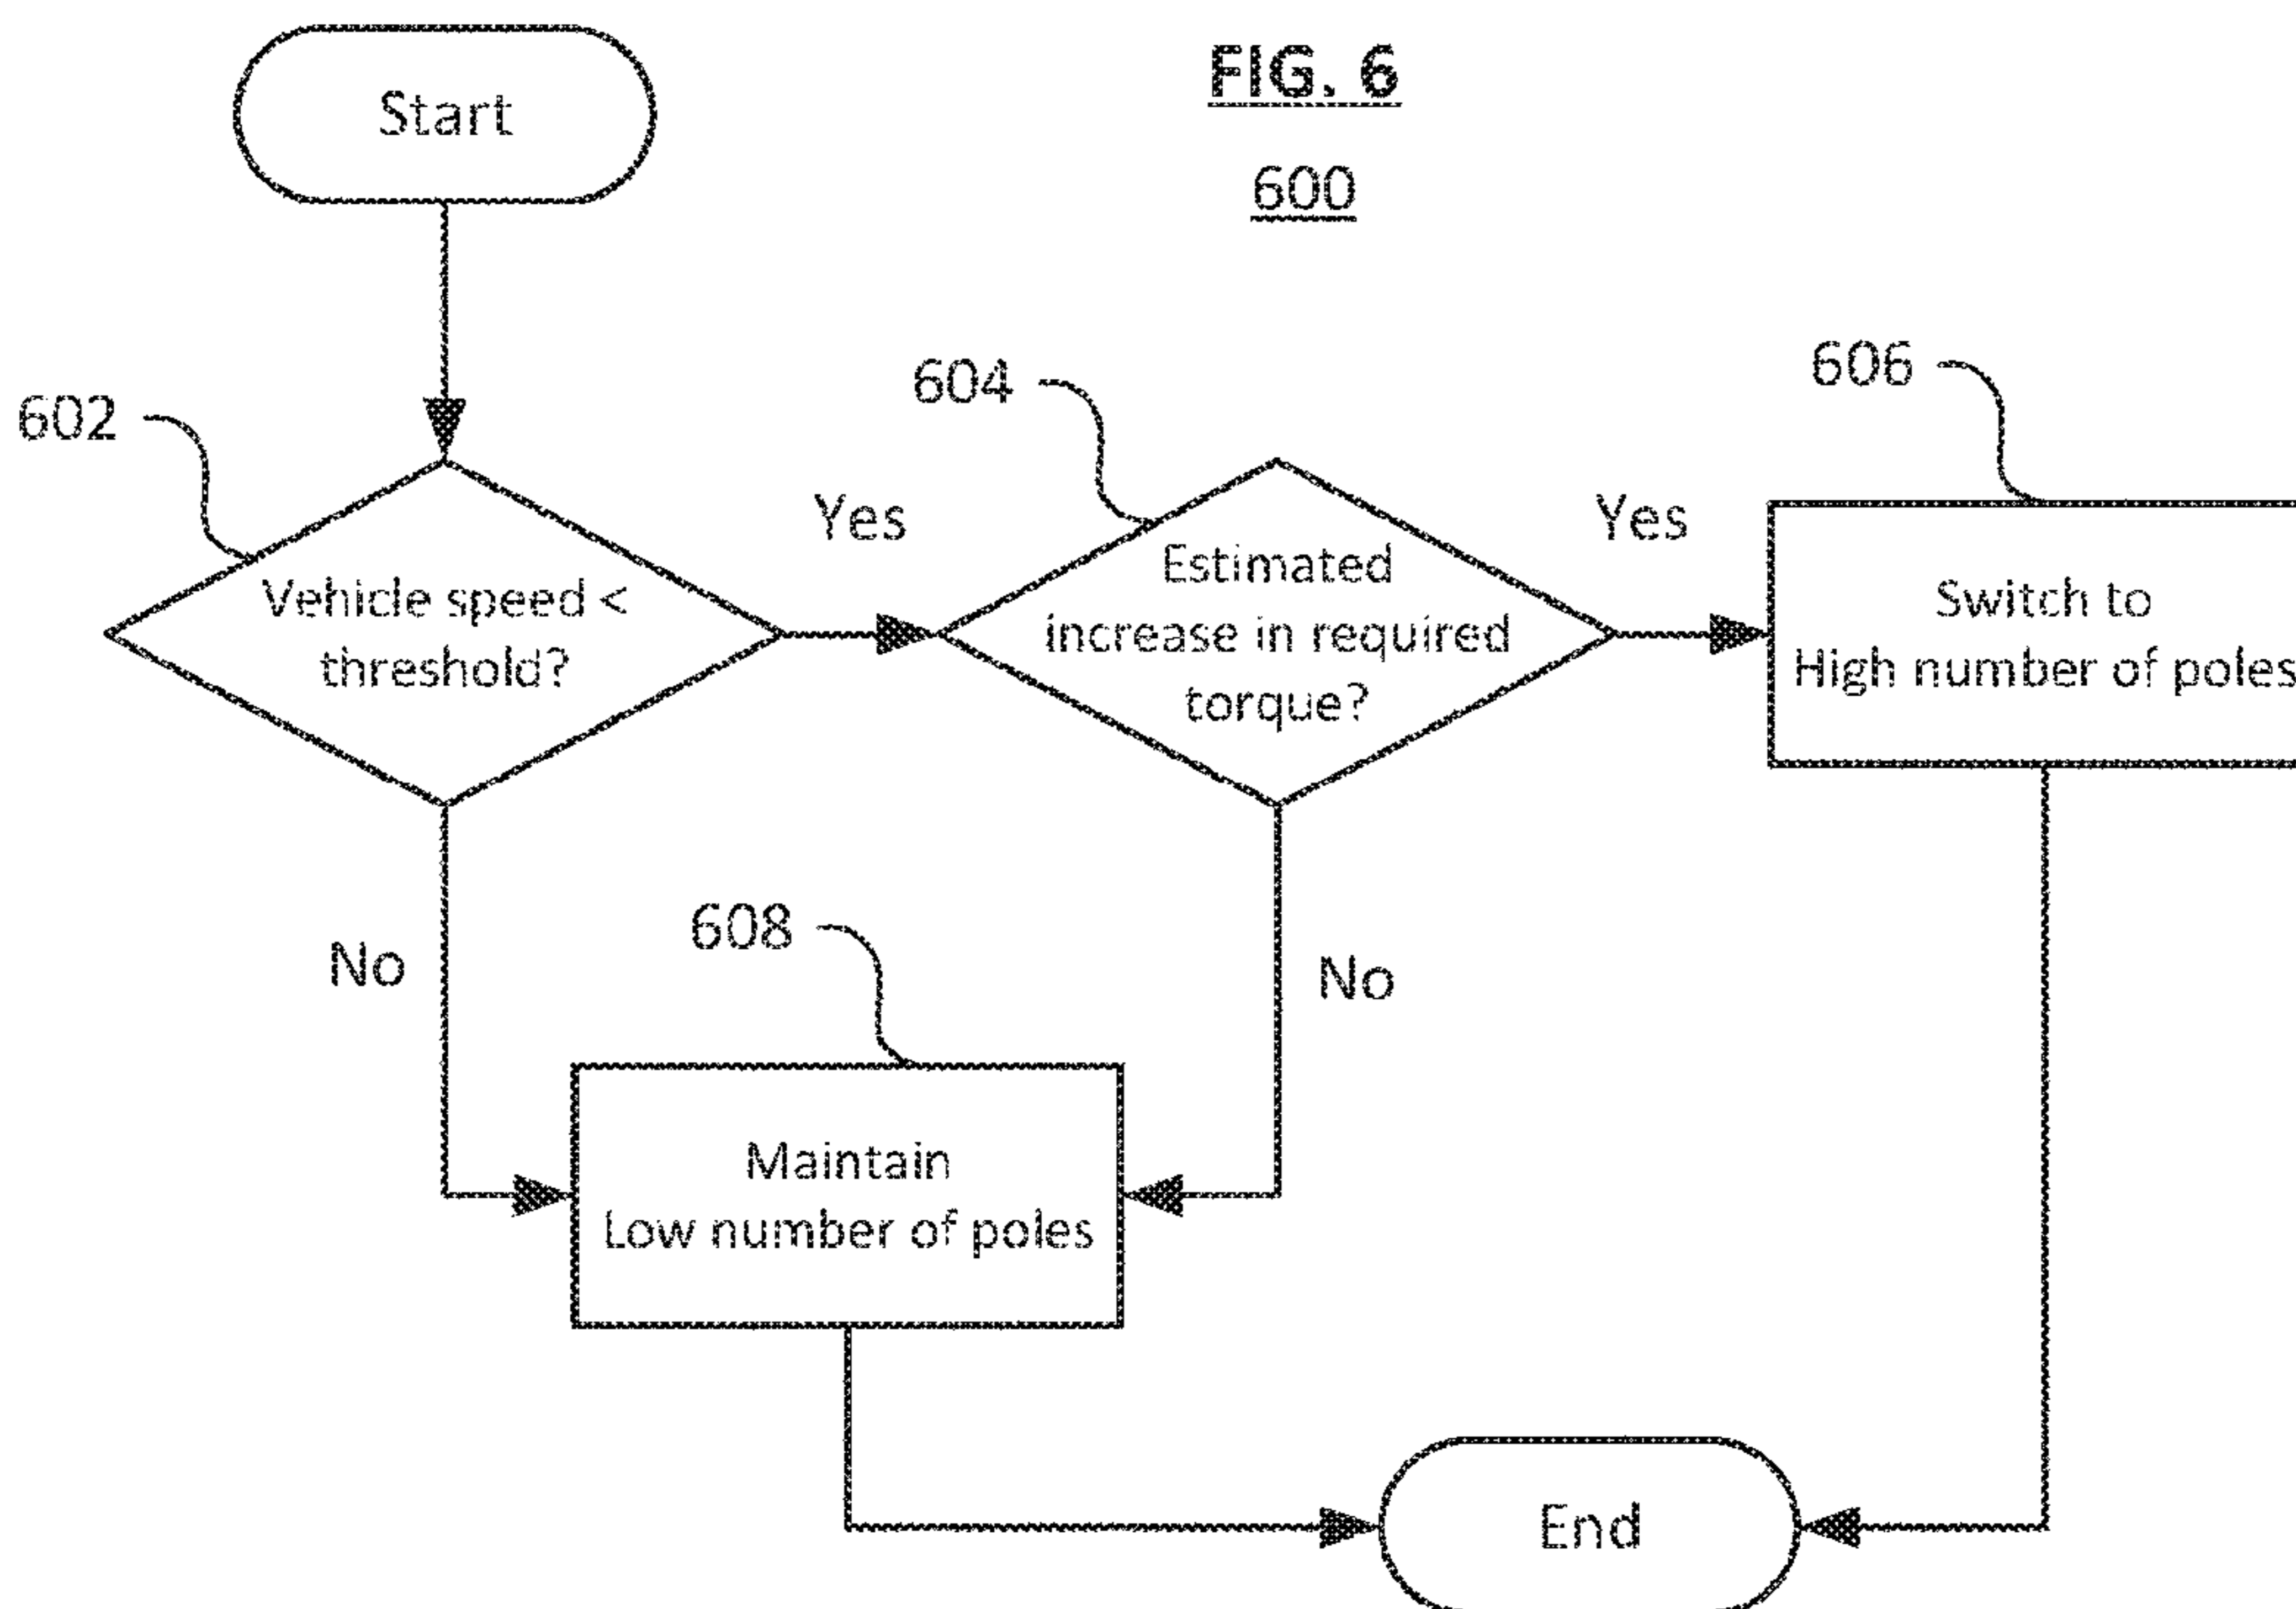 FIG. 6
600
Start
602
Vehicle speed <
threshold?
Yes
604
Estimated
increase in required
torque?
Yes
606
Switch to
High number of poles
No
608
No
Maintain
Low number of poles
End